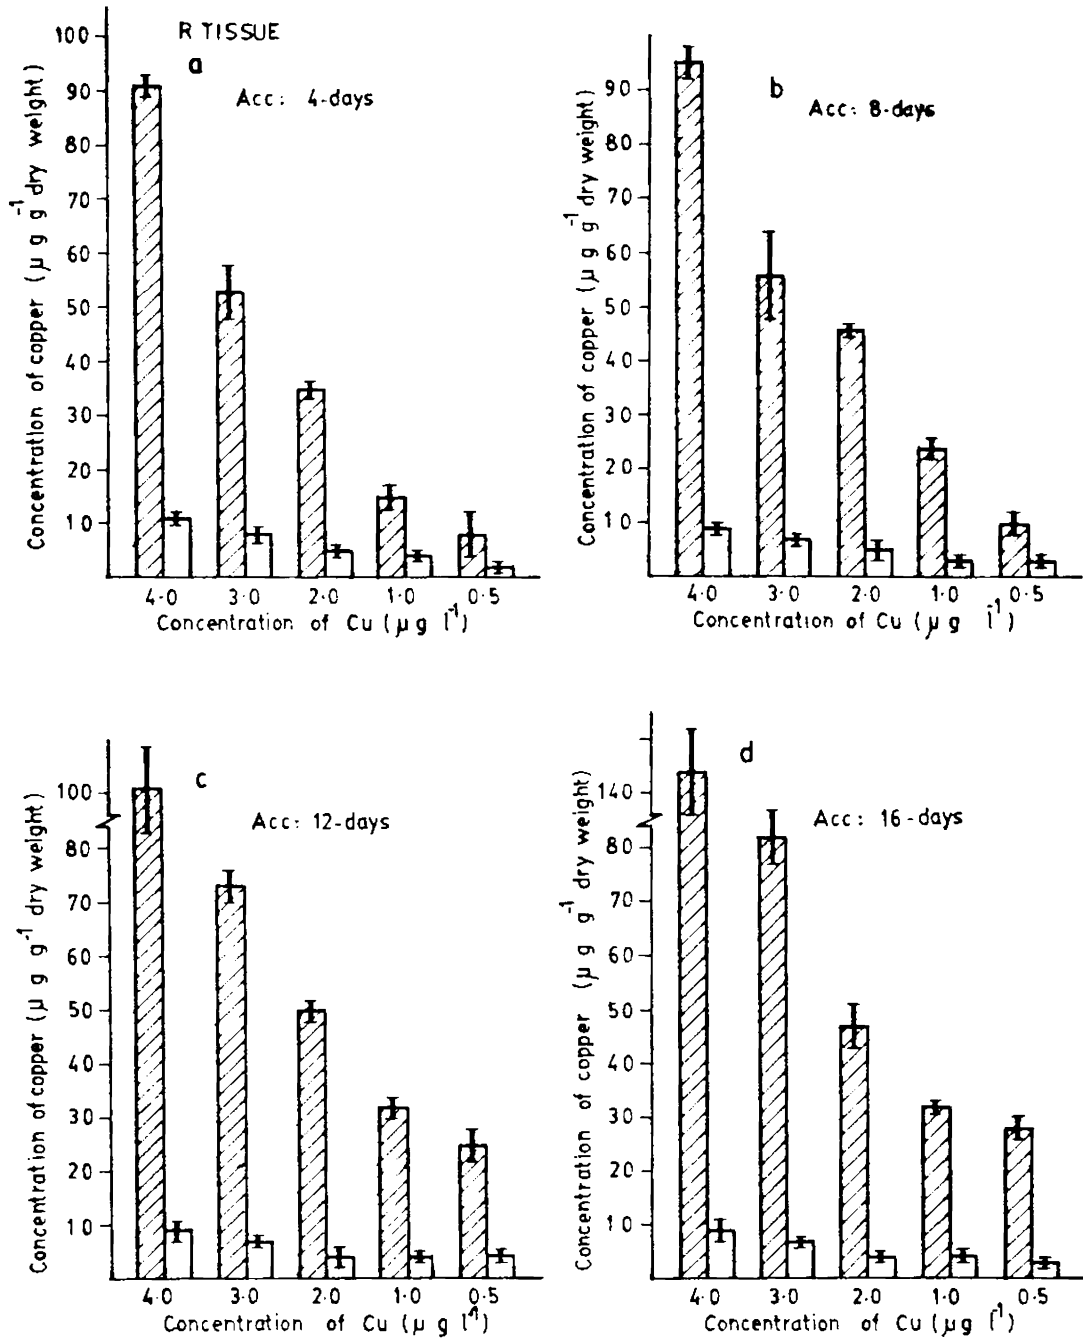 R TISSUE
a
Acc: 4-days
Concentration of copper (μg g⁻¹ dry weight)
100
90
80
70
60
50
40
30
20
10
4·0 3·0 2·0 1·0 0·5
Concentration of Cu (μg l⁻¹)
b
Acc: 8-days
Concentration of copper (μg g⁻¹ dry weight)
90
80
70
60
50
40
30
20
10
4·0 3·0 2·0 1·0 0·5
Concentration of Cu (μg l⁻¹)
c
Acc: 12-days
Concentration of copper (μg g⁻¹ dry weight)
100
80
70
60
50
40
30
20
10
4·0 3·0 2·0 1·0 0·5
Concentration of Cu (μg l⁻¹)
d
Acc: 16-days
Concentration of copper (μg g⁻¹ dry weight)
140
80
70
60
50
40
30
20
10
4·0 3·0 2·0 1·0 0·5
Concentration of Cu (μg l⁻¹)